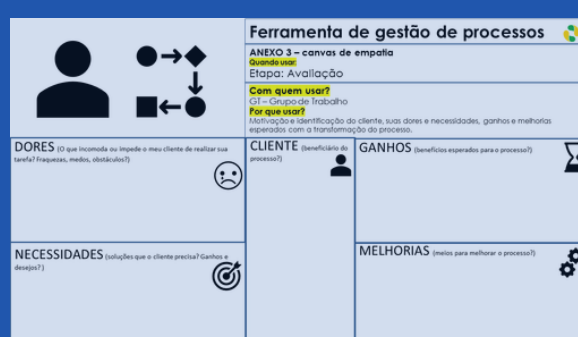 Ferramenta de gestão de processos
ANEXO 3 – canvas de empatia
Quando usar:
Etapa: Avaliação
Com quem usar?
GT – Grupo de Trabalho
Por que usar?
Motivação e identificação do cliente, suas dores e necessidades, ganhos e melhorias
esperados com a transformação do processo.
DORES (O que incomoda ou impede o meu cliente de realizar sua
tarefa? Fraquezas, medos, obstáculos?)
CLIENTE (beneficiário do
processo?)
GANHOS (benefícios esperados para o processo?)
NECESSIDADES (soluções que o cliente precisa? Ganhos e
desejos?)
MELHORIAS (meios para melhorar o processo?)